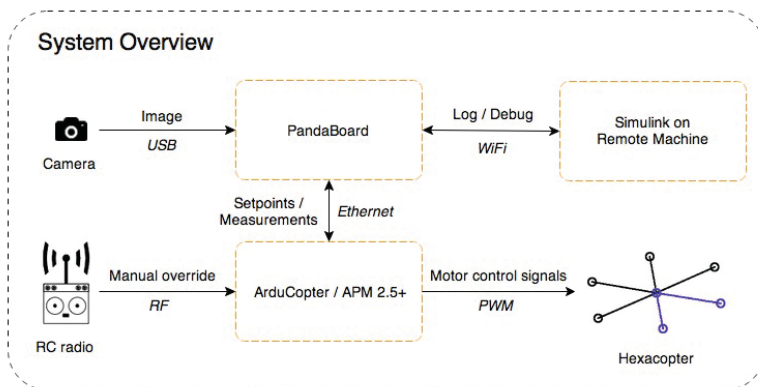 System Overview
Image
USB
Camera
PandaBoard
Log / Debug
WiFi
Simulink on
Remote Machine
Setpoints /
Measurements
Ethernet
Manual override
RF
RC radio
ArduCopter / APM 2.5+
Motor control signals
PWM
Hexacopter